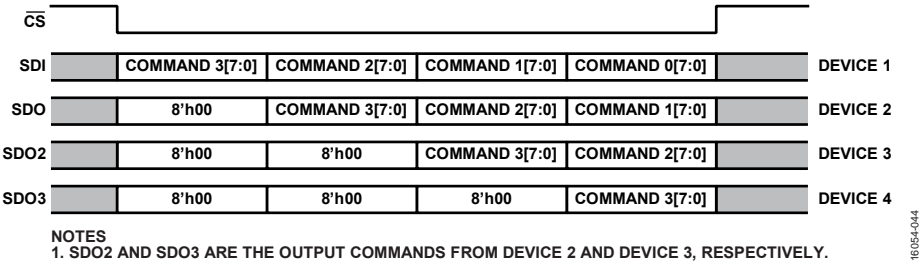 CS
SDI COMMAND 3[7:0] COMMAND 2[7:0] COMMAND 1[7:0] COMMAND 0[7:0] DEVICE 1
SDO 8'h00 COMMAND 3[7:0] COMMAND 2[7:0] COMMAND 1[7:0] DEVICE 2
SDO2 8'h00 8'h00 COMMAND 3[7:0] COMMAND 2[7:0] DEVICE 3
SDO3 8'h00 8'h00 8'h00 COMMAND 3[7:0] DEVICE 4
NOTES
1. SDO2 AND SDO3 ARE THE OUTPUT COMMANDS FROM DEVICE 2 AND DEVICE 3, RESPECTIVELY.
16054-044